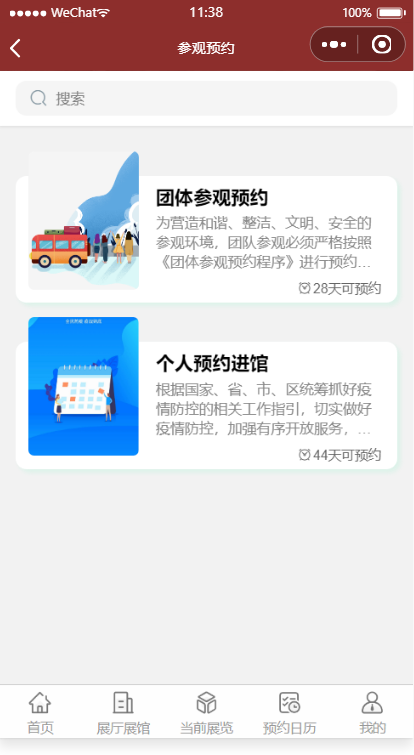 WeChat
11:38
100%
参观预约
搜索
团体参观预约
为营造和谐、整洁、文明、安全的
参观环境，团队参观必须严格按照
《团体参观预约程序》进行预约...
28天可预约
个人预约进馆
根据国家、省、市、区统筹抓好疫
情防控的相关工作指引，切实做好
疫情防控，加强有序开放服务，...
44天可预约
首页
展厅展馆
当前展览
预约日历
我的